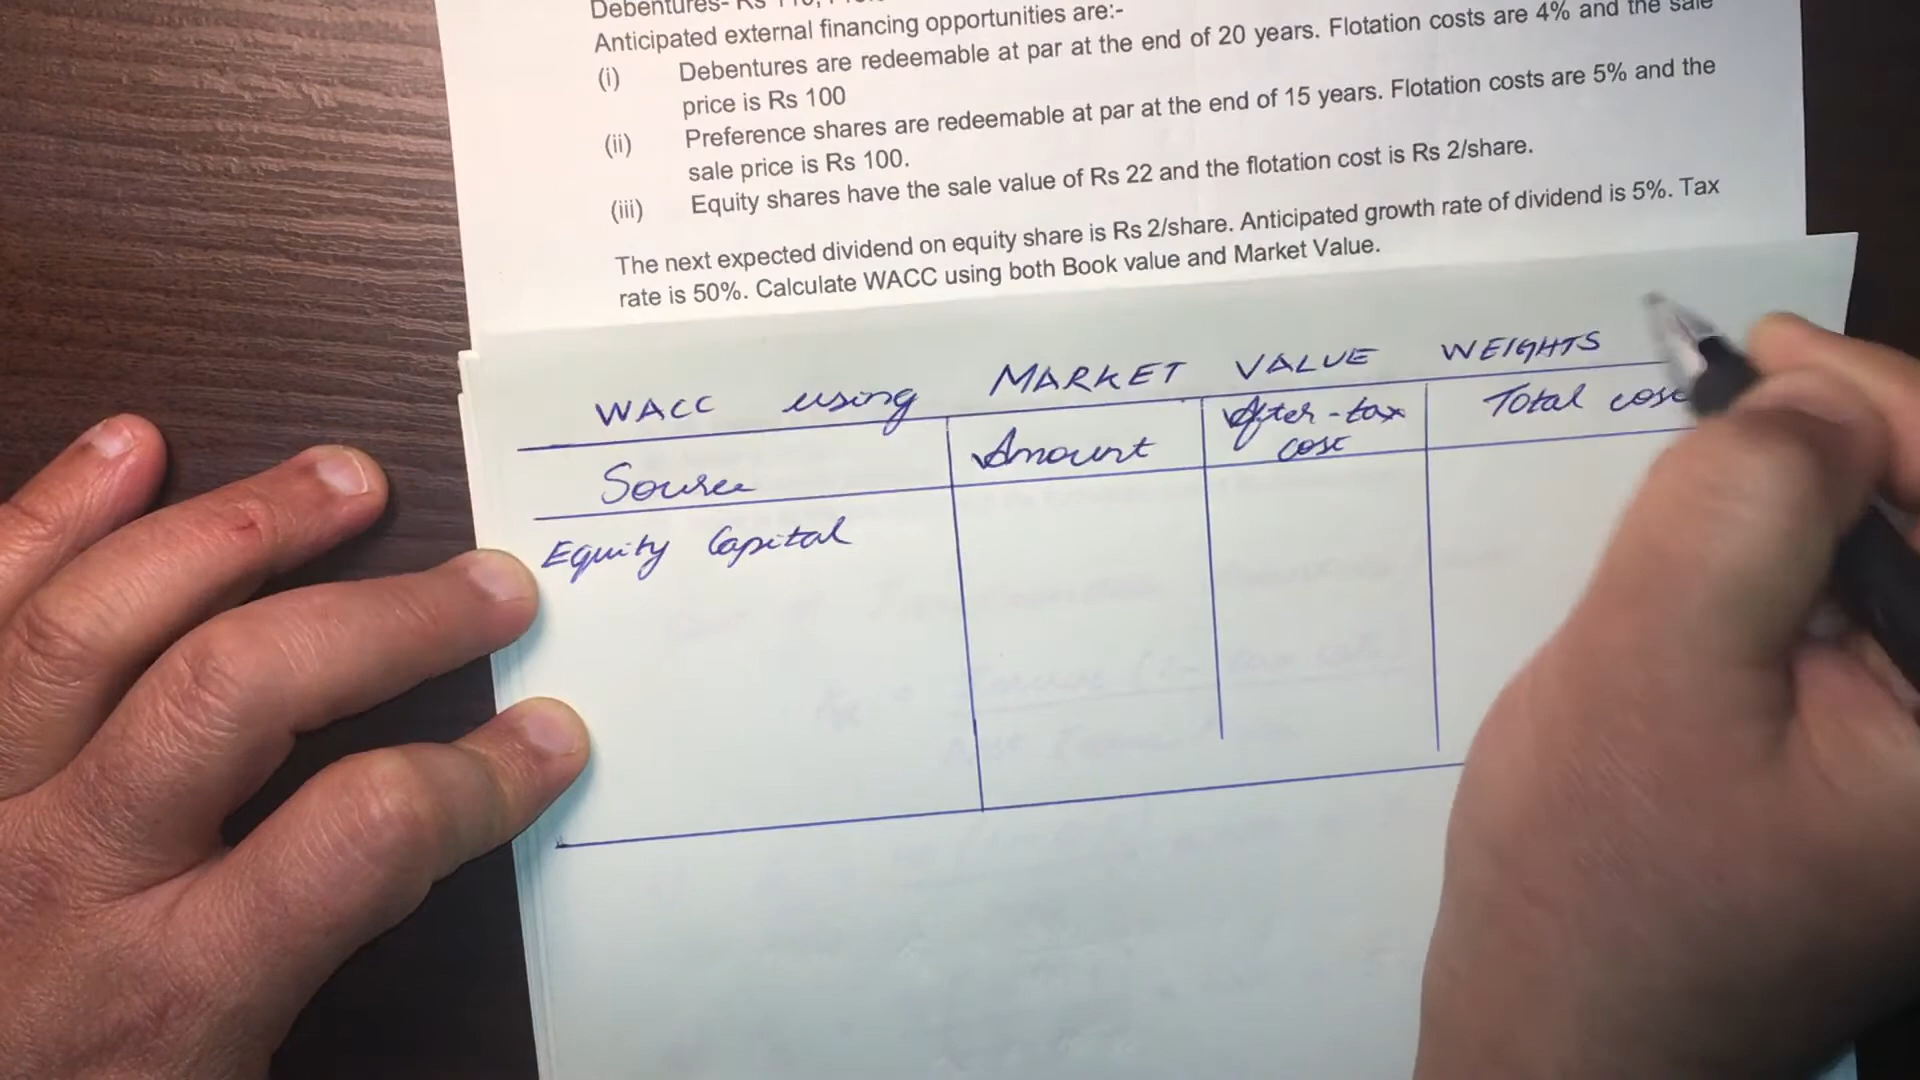 Debentures- Rs 110,
Anticipated external financing opportunities are:-
(i) Debentures are redeemable at par at the end of 20 years. Flotation costs are 4% and the sale
price is Rs 100
(ii) Preference shares are redeemable at par at the end of 15 years. Flotation costs are 5% and the
sale price is Rs 100.
(iii) Equity shares have the sale value of Rs 22 and the flotation cost is Rs 2/share.
The next expected dividend on equity share is Rs 2/share. Anticipated growth rate of dividend is 5%. Tax
rate is 50%. Calculate WACC using both Book value and Market Value.
WACC using MARKET VALUE WEIGHTS
Source Amount After-tax cost Total cost
Equity Capital